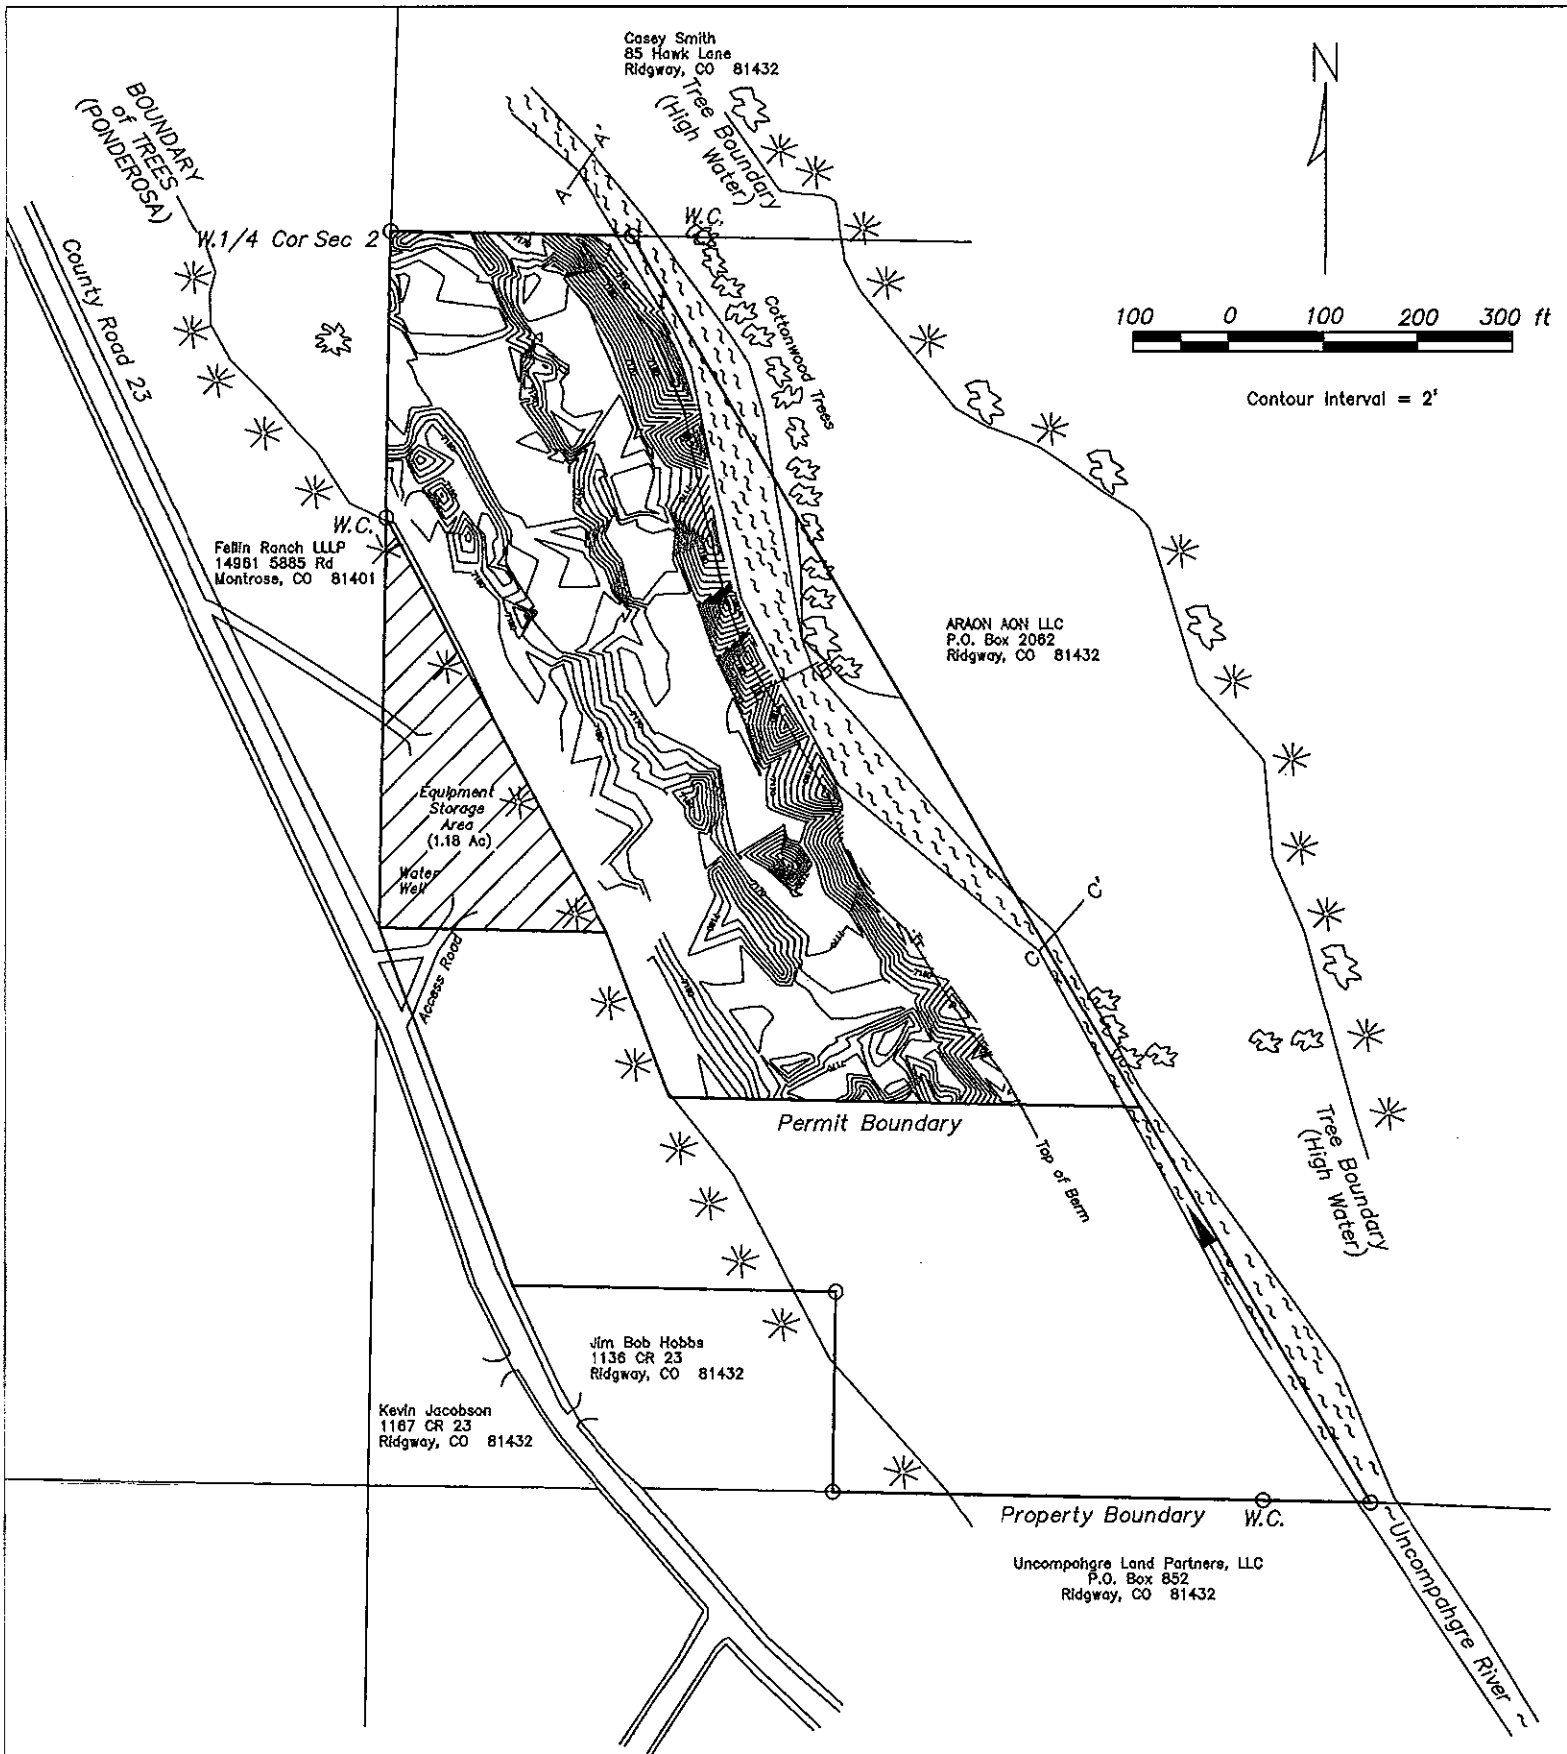 Casey Smith
85 Hawk Lane
Ridgway, CO 81432
N
BOUNDARY
of TREES
(PONDEROSA)
Tree Boundary
(High Water)
A
A'
W.C.
W.1/4 Cor Sec 2
County Road 23
Cottonwood Trees
100 0 100 200 300 ft
Contour Interval = 2'
W.C.
Fellin Ranch LLLP
14981 5885 Rd
Montrose, CO 81401
ARAON AON LLC
P.O. Box 2062
Ridgway, CO 81432
Equipment
Storage
Area
(1.18 Ac)
Water
Well
Access Road
C
C'
Permit Boundary
Top of Berm
Tree Boundary
(High Water)
Jim Bob Hobbs
1136 CR 23
Ridgway, CO 81432
Kevin Jacobson
1167 CR 23
Ridgway, CO 81432
Property Boundary
W.C.
Uncompahgre Land Partners, LLC
P.O. Box 852
Ridgway, CO 81432
Uncompahgre River